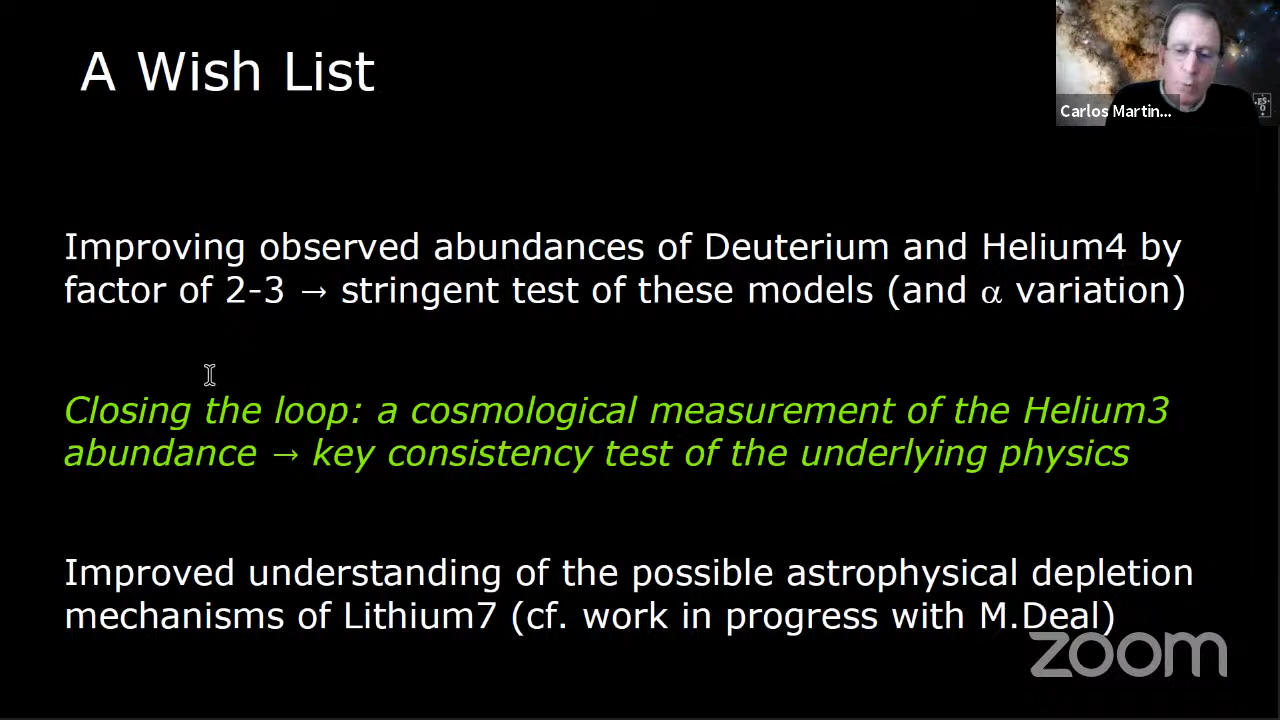 A Wish List
Carlos Martin...
Improving observed abundances of Deuterium and Helium4 by
factor of 2-3 → stringent test of these models (and α variation)
Closing the loop: a cosmological measurement of the Helium3
abundance → key consistency test of the underlying physics
Improved understanding of the possible astrophysical depletion
mechanisms of Lithium7 (cf. work in progress with M.Deal)
zoom